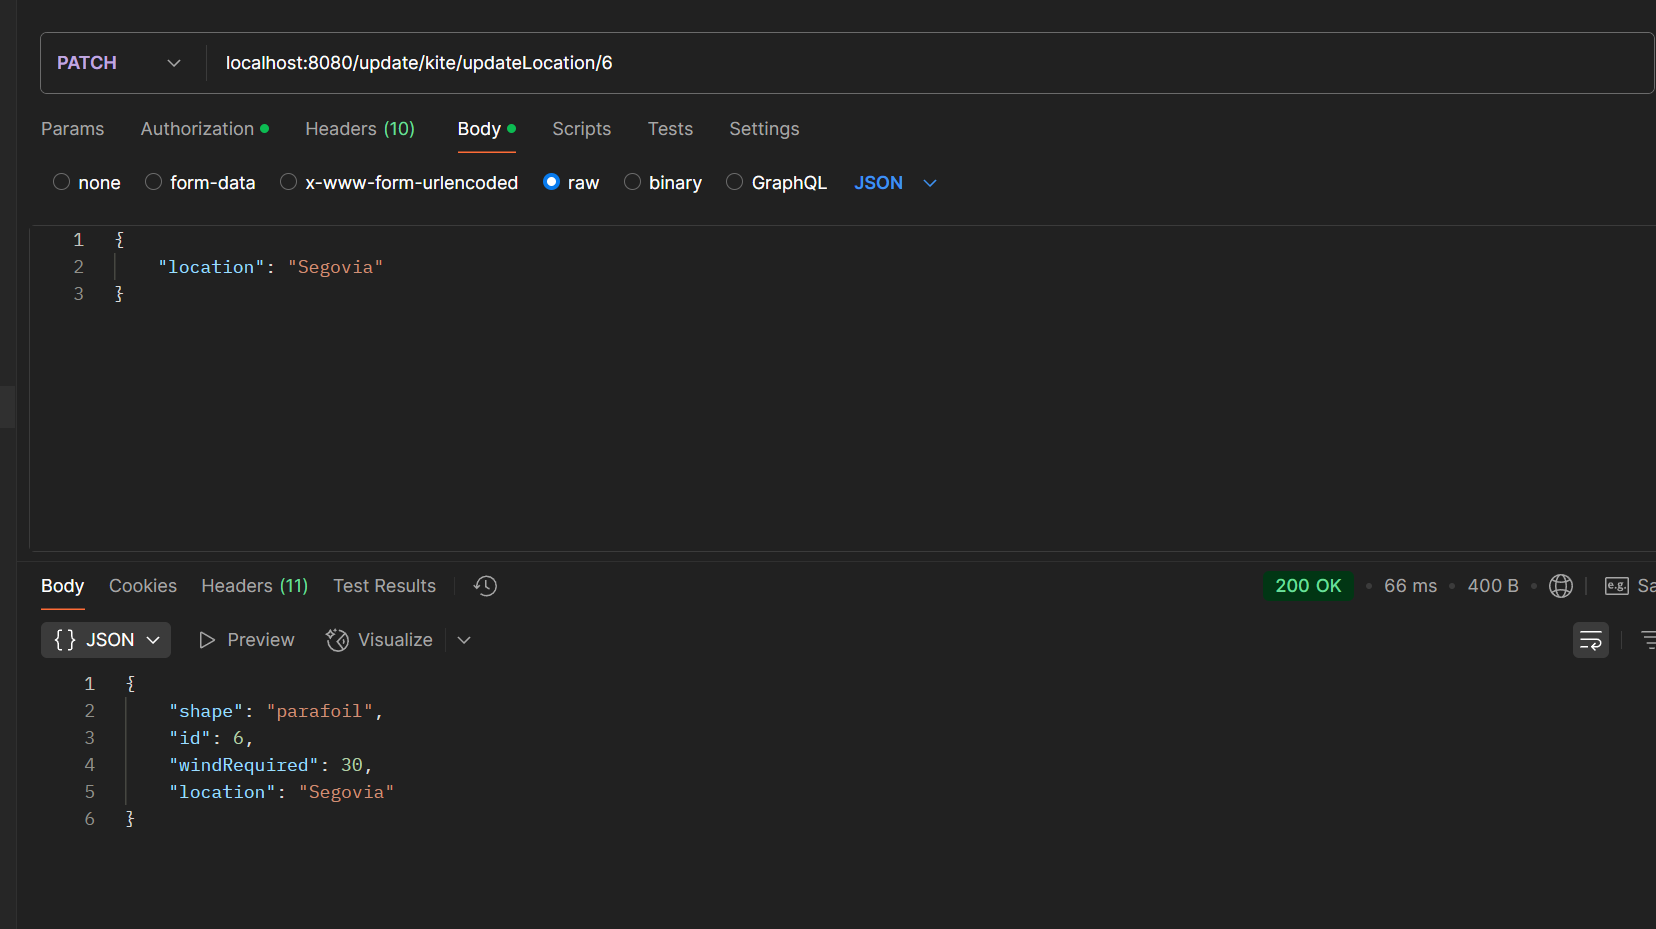 PATCH localhost:8080/update/kite/updateLocation/6
Params Authorization Headers (10) Body Scripts Tests Settings
none form-data x-www-form-urlencoded raw binary GraphQL JSON
1 {
2 "location": "Segovia"
3 }
Body Cookies Headers (11) Test Results 200 OK • 66 ms • 400 B • e.g. Sa
{} JSON Preview Visualize
1 {
2 "shape": "parafoil",
3 "id": 6,
4 "windRequired": 30,
5 "location": "Segovia"
6 }